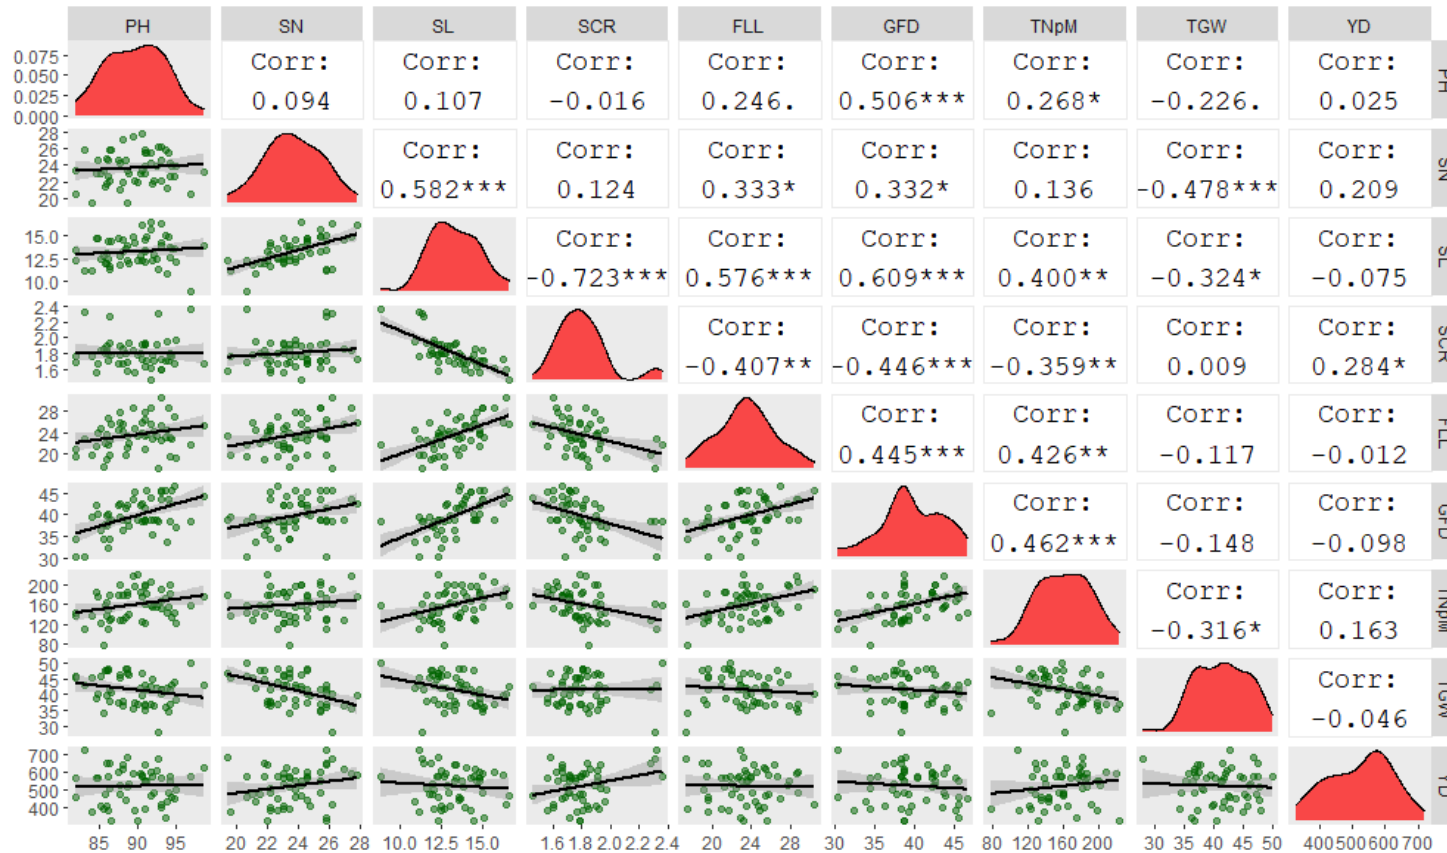 PH SN SL SCR FLL GFD TNpM TGW YD
0.075
0.050
0.025
0.000
Corr: Corr: Corr: Corr: Corr: Corr: Corr: Corr:
0.094 0.107 -0.016 0.246. 0.506*** 0.268* -0.226. 0.025
PH
28
26
24
22
20
Corr: Corr: Corr: Corr: Corr: Corr: Corr:
0.582*** 0.124 0.333* 0.332* 0.136 -0.478*** 0.209
SN
15.0
12.5
10.0
Corr: Corr: Corr: Corr: Corr: Corr:
-0.723*** 0.576*** 0.609*** 0.400** -0.324* -0.075
SL
2.4
2.2
2.0
1.8
1.6
Corr: Corr: Corr: Corr: Corr:
-0.407** -0.446*** -0.359** 0.009 0.284*
SCR
28
24
20
Corr: Corr: Corr: Corr:
0.445*** 0.426** -0.117 -0.012
FLL
45
40
35
30
Corr: Corr: Corr:
0.462*** -0.148 -0.098
GFD
200
160
120
80
Corr: Corr:
-0.316* 0.163
TNpM
50
45
40
35
30
Corr:
-0.046
TGW
700
600
500
400
YD
85 90 95 20 22 24 26 28 10.0 12.5 15.0 1.6 1.8 2.0 2.2 2.4 20 24 28 30 35 40 45 80 120 160 200 30 35 40 45 50 400 500 600 700